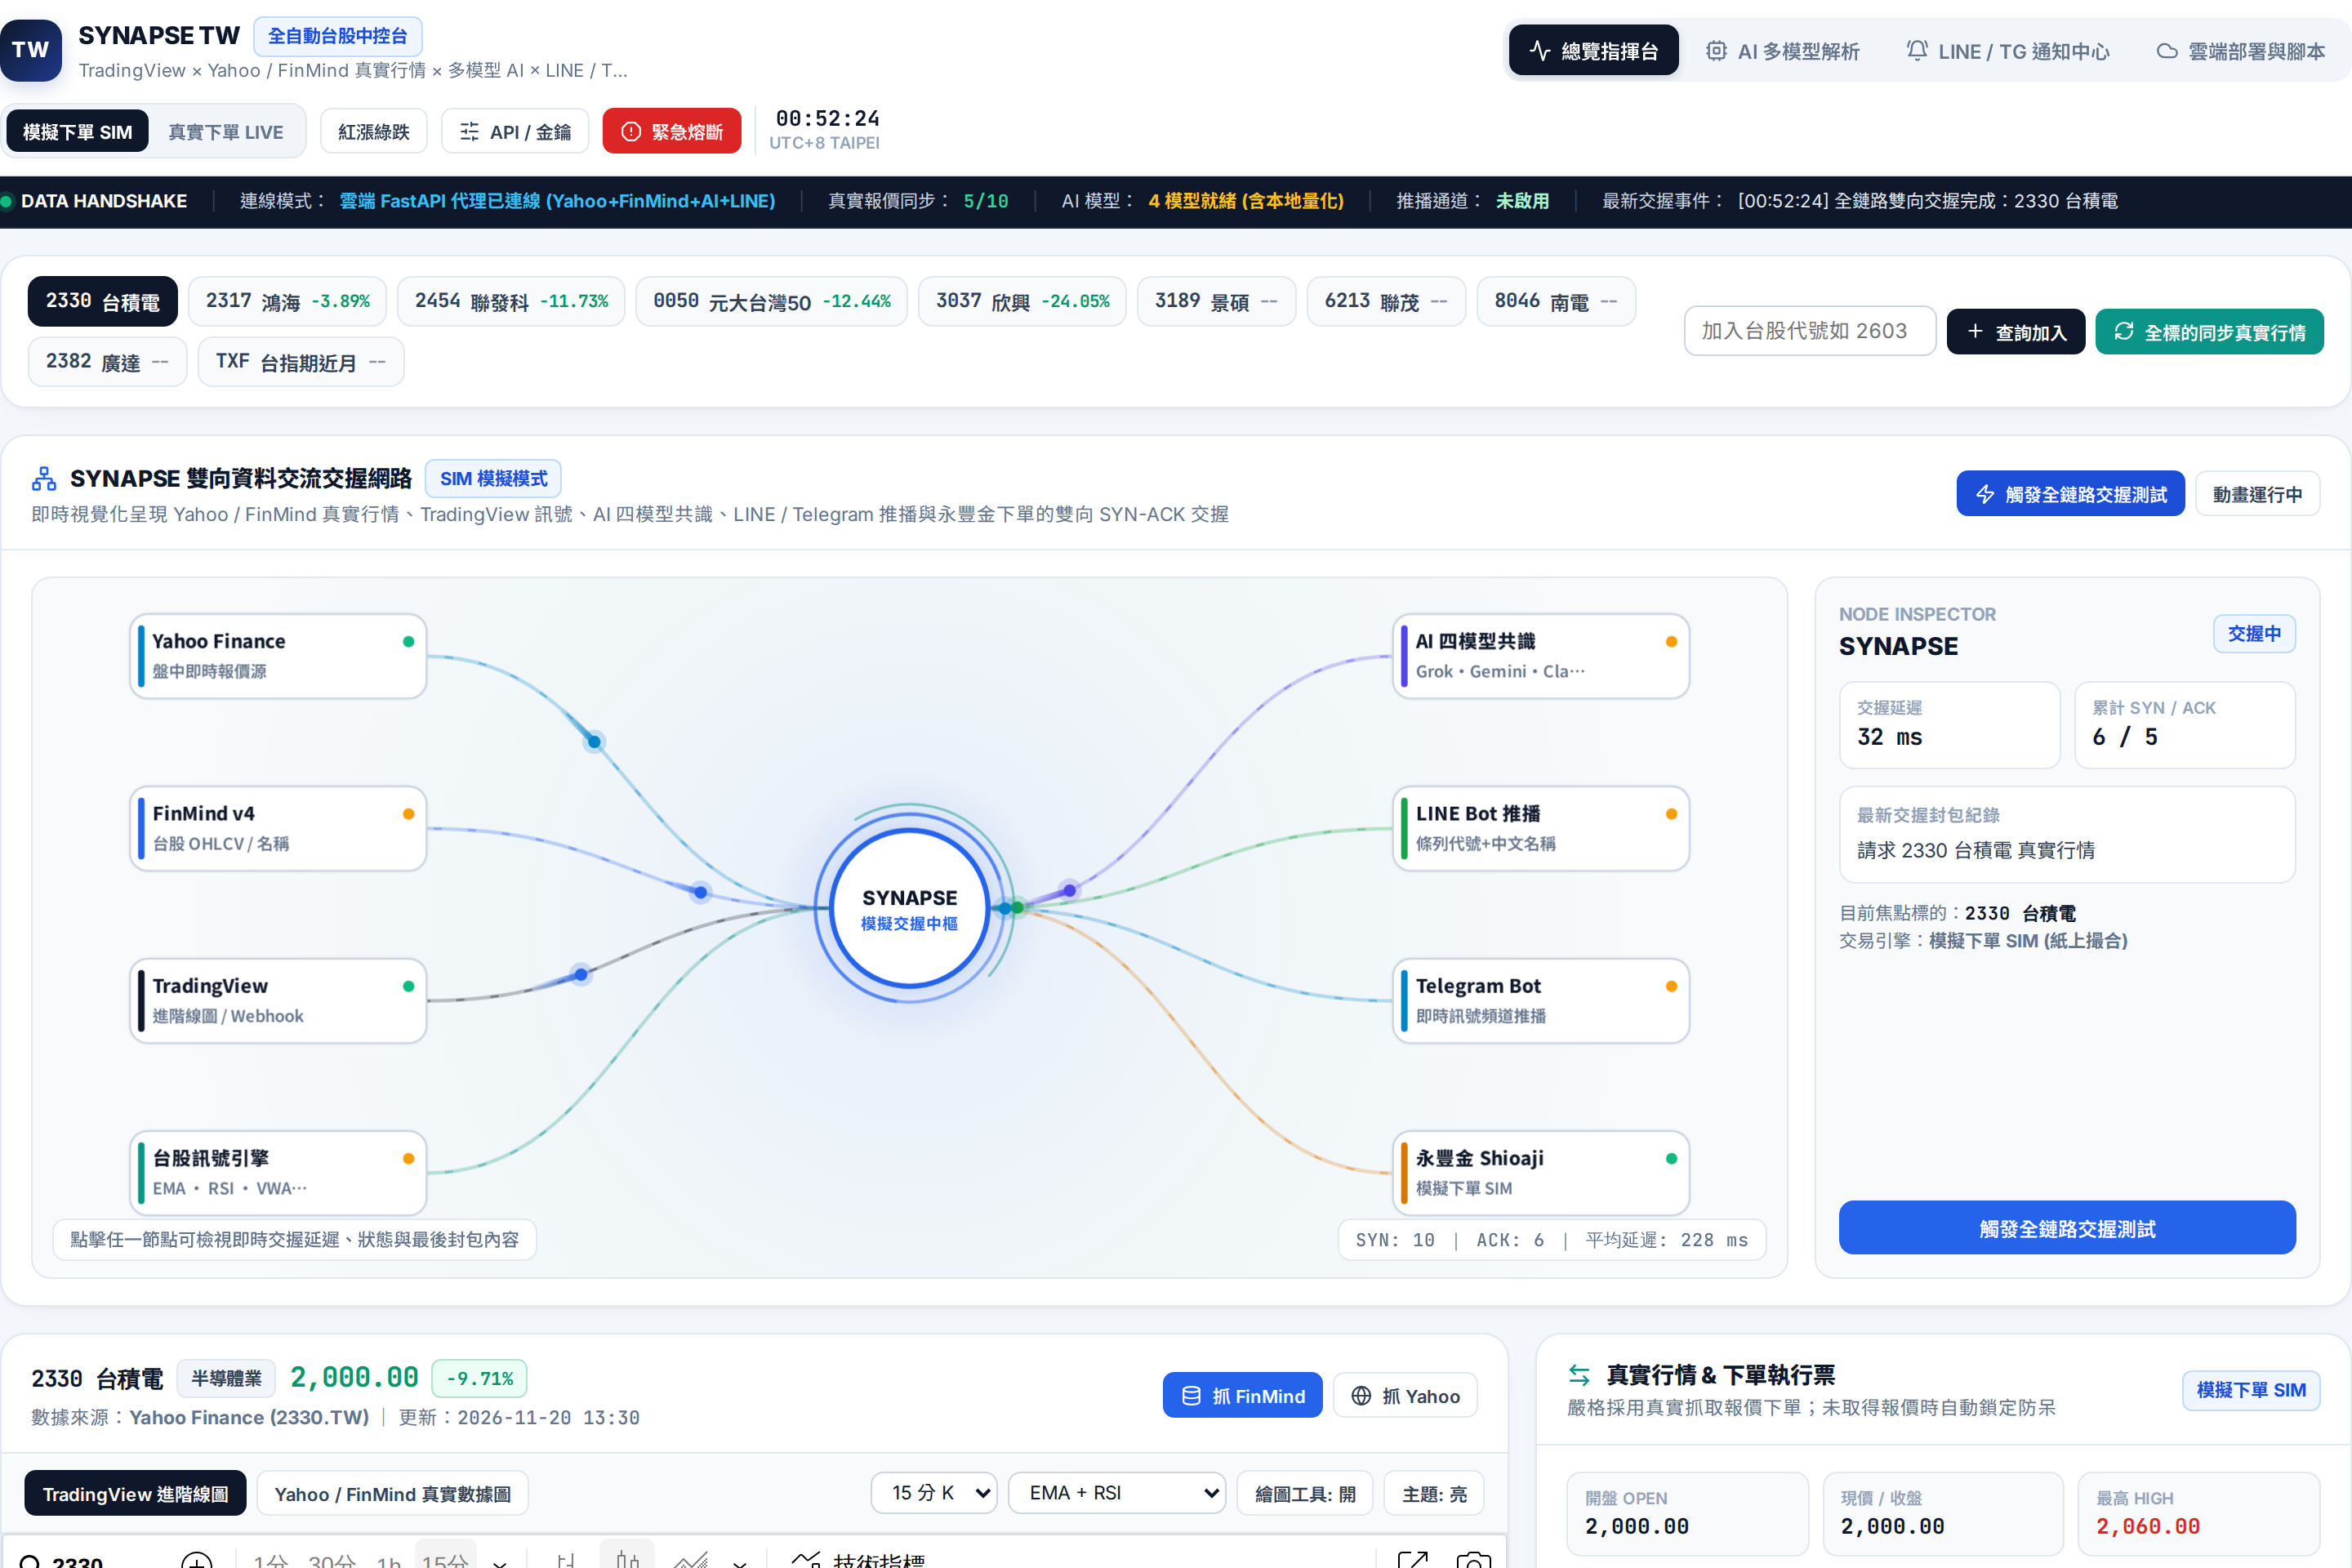 TW
SYNAPSE TW 全自動台股中控台
TradingView × Yahoo / FinMind 真實行情 × 多模型 AI × LINE / T...
總覽指揮台 AI 多模型解析 LINE / TG 通知中心 雲端部署與腳本
模擬下單 SIM 真實下單 LIVE 紅漲綠跌 API / 金鑰 緊急熔斷 00:52:24
UTC+8 TAIPEI
DATA HANDSHAKE 連線模式： 雲端 FastAPI 代理已連線 (Yahoo+FinMind+AI+LINE) 真實報價同步： 5/10 AI 模型： 4 模型就緒 (含本地量化) 推播通道： 未啟用 最新交握事件： [00:52:24] 全鏈路雙向交握完成：2330 台積電
2330 台積電 2317 鴻海 -3.89% 2454 聯發科 -11.73% 0050 元大台灣50 -12.44% 3037 欣興 -24.05% 3189 景碩 -- 6213 聯茂 -- 8046 南電 --
2382 廣達 -- TXF 台指期近月 --
加入台股代號如 2603 查詢加入 全標的同步真實行情
SYNAPSE 雙向資料交流交握網路 SIM 模擬模式
即時視覺化呈現 Yahoo / FinMind 真實行情、TradingView 訊號、AI 四模型共識、LINE / Telegram 推播與永豐金下單的雙向 SYN-ACK 交握
觸發全鏈路交握測試 動畫運行中
Yahoo Finance
盤中即時報價源
FinMind v4
台股 OHLCV / 名稱
TradingView
進階線圖 / Webhook
台股訊號引擎
EMA · RSI · VWA…
SYNAPSE
模擬交握中樞
AI 四模型共識
Grok · Gemini · Cla…
LINE Bot 推播
條列代號+中文名稱
Telegram Bot
即時訊號頻道推播
永豐金 Shioaji
模擬下單 SIM
點擊任一節點可檢視即時交握延遲、狀態與最後封包內容
SYN: 10 | ACK: 6 | 平均延遲: 228 ms
NODE INSPECTOR
SYNAPSE
交握中
交握延遲
32 ms
累計 SYN / ACK
6 / 5
最新交握封包紀錄
請求 2330 台積電 真實行情
目前焦點標的：2330 台積電
交易引擎：模擬下單 SIM (紙上撮合)
觸發全鏈路交握測試
2330 台積電 半導體業 2,000.00 -9.71%
數據來源：Yahoo Finance (2330.TW) | 更新：2026-11-20 13:30
抓 FinMind 抓 Yahoo
TradingView 進階線圖 Yahoo / FinMind 真實數據圖 15 分 K EMA + RSI 繪圖工具: 開 主題: 亮
2330 1分 30分 1h 15分 技術指標
真實行情 & 下單執行票
嚴格採用真實抓取報價下單；未取得報價時自動鎖定防呆
模擬下單 SIM
開盤 OPEN
2,000.00
現價 / 收盤
2,000.00
最高 HIGH
2,060.00